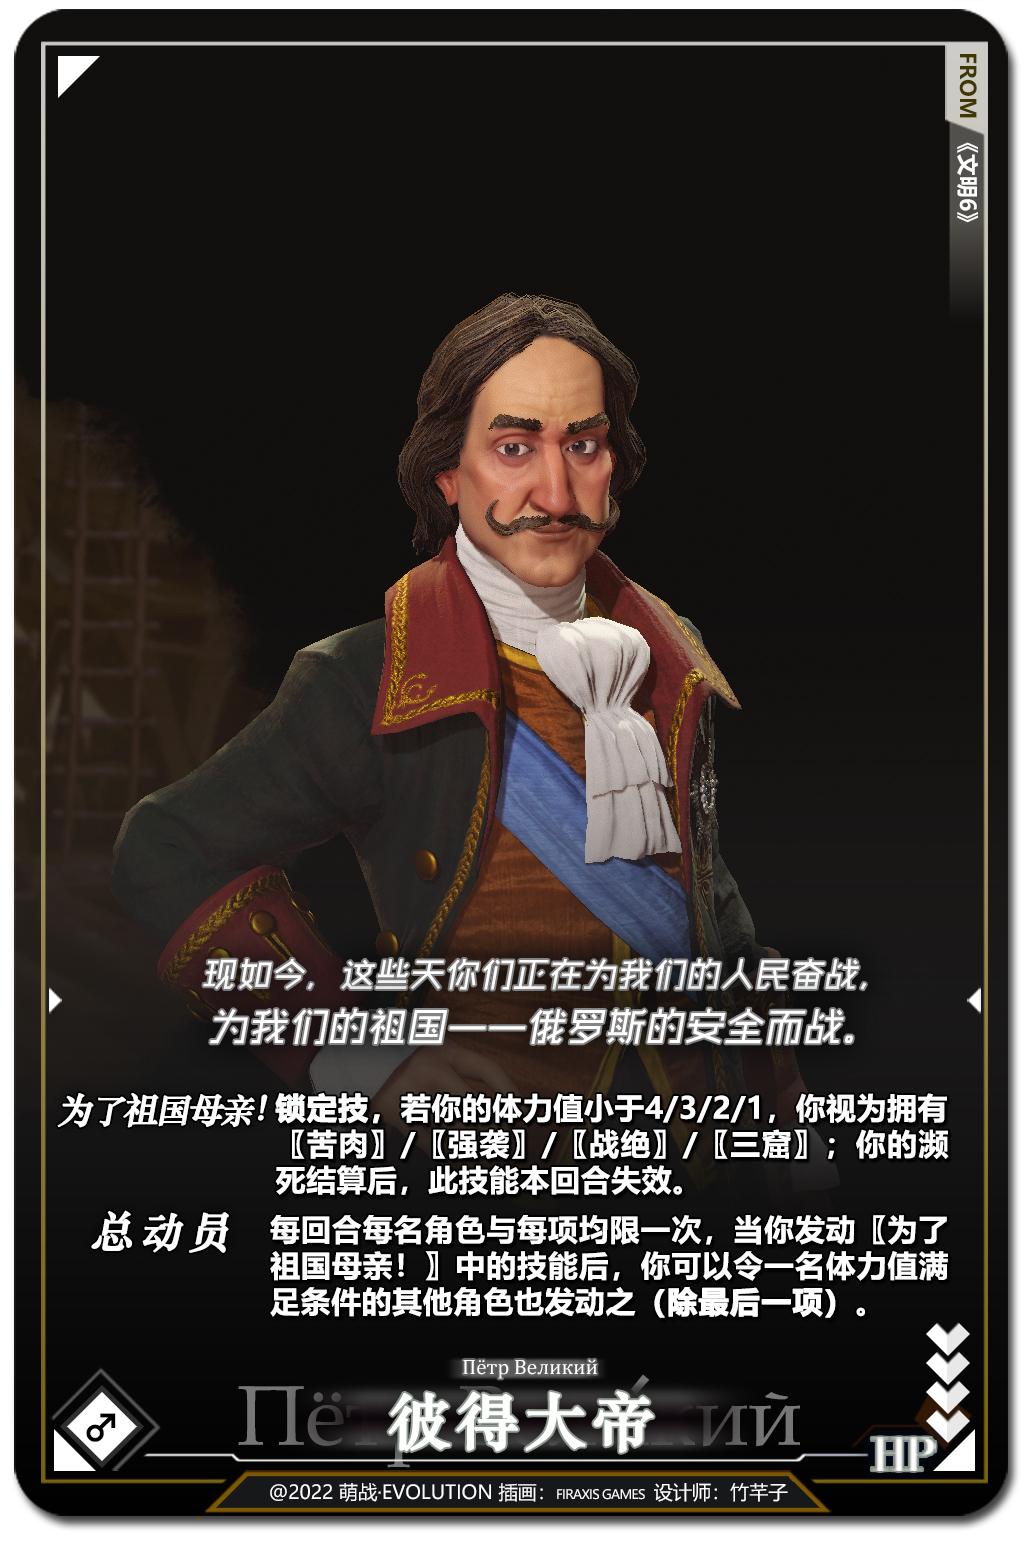 FROM
《文明6》
现如今，这些天你们正在为我们的人民奋战，
为我们的祖国——俄罗斯的安全而战。
为了祖国母亲！锁定技，若你的体力值小于4/3/2/1，你视为拥有
〖苦肉〗/〖强袭〗/〖战绝〗/〖三窟〗；你的濒
死结算后，此技能本回合失效。
总动员 每回合每名角色与每项均限一次，当你发动〖为了
祖国母亲！〗中的技能后，你可以令一名体力值满
足条件的其他角色也发动之（除最后一项）。
Пётр Великий
Пётр Великий
彼得大帝
HP
@2022 萌战·EVOLUTION 插画：FIRAXIS GAMES 设计师：竹芊子